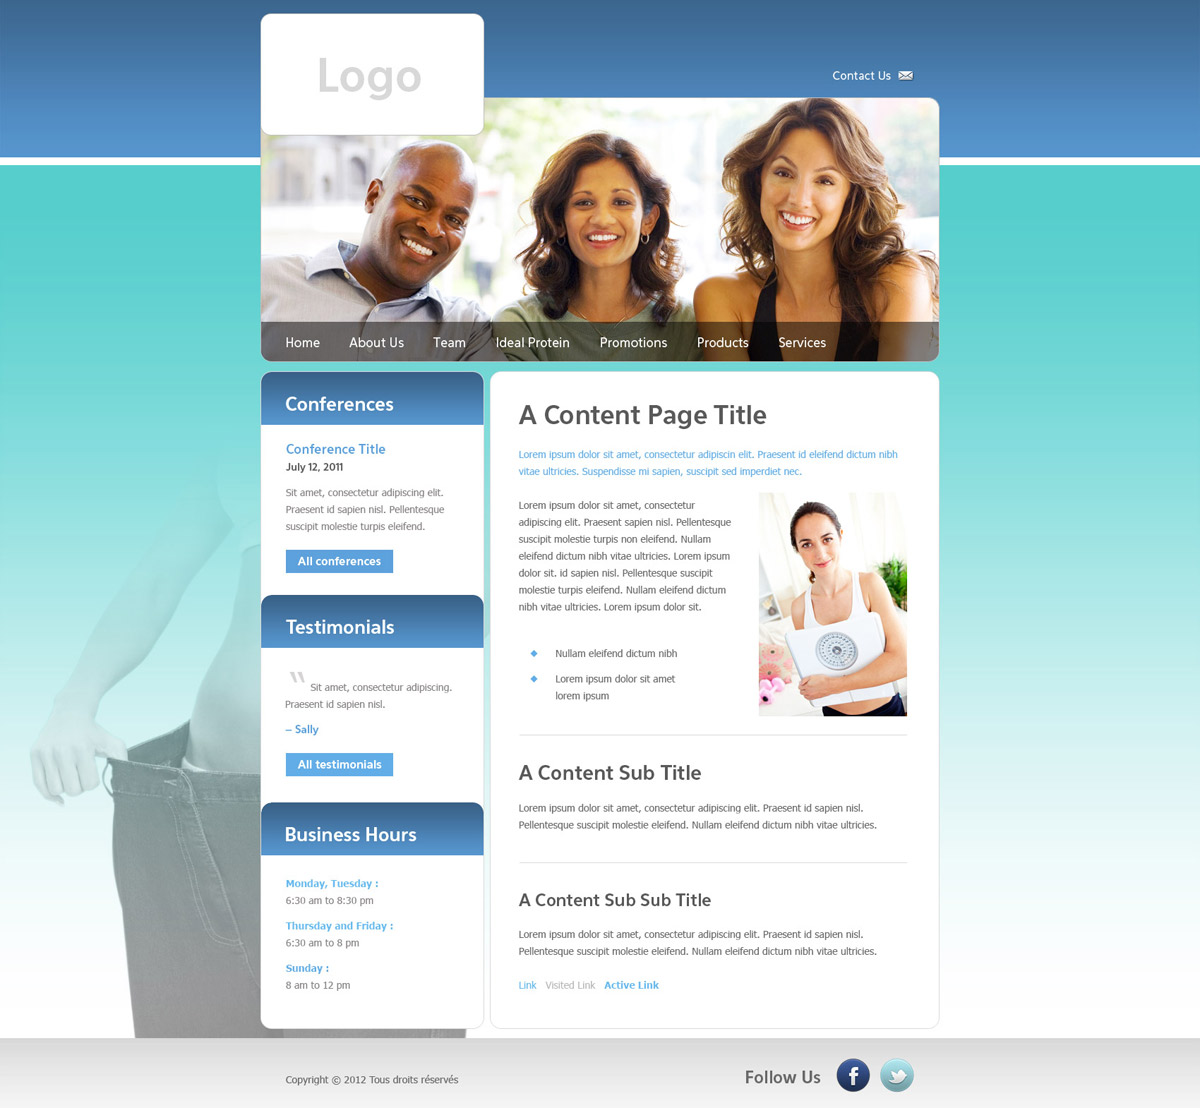 Logo
Contact Us
Home About Us Team Ideal Protein Promotions Products Services
Conferences
Conference Title
July 12, 2011
Sit amet, consectetur adipiscing elit.
Praesent id sapien nisl. Pellentesque
suscipit molestie turpis eleifend.
All conferences
Testimonials
“ Sit amet, consectetur adipiscing.
Praesent id sapien nisl.
– Sally
All testimonials
Business Hours
Monday, Tuesday :
6:30 am to 8:30 pm
Thursday and Friday :
6:30 am to 8 pm
Sunday :
8 am to 12 pm
A Content Page Title
Lorem ipsum dolor sit amet, consectetur adipiscin elit. Praesent id eleifend dictum nibh
vitae ultricies. Suspendisse mi sapien, suscipit sed imperdiet nec.
Lorem ipsum dolor sit amet, consectetur
adipiscing elit. Praesent sapien nisl. Pellentesque
suscipit molestie turpis non eleifend. Nullam
eleifend dictum nibh vitae ultricies. Lorem ipsum
dolor sit. id sapien nisl. Pellentesque suscipit
molestie turpis eleifend. Nullam eleifend dictum
nibh vitae ultricies. Lorem ipsum dolor sit.
Nullam eleifend dictum nibh
Lorem ipsum dolor sit amet
lorem ipsum
A Content Sub Title
Lorem ipsum dolor sit amet, consectetur adipiscing elit. Praesent id sapien nisl.
Pellentesque suscipit molestie eleifend. Nullam eleifend dictum nibh vitae ultricies.
A Content Sub Sub Title
Lorem ipsum dolor sit amet, consectetur adipiscing elit. Praesent id sapien nisl.
Pellentesque suscipit molestie eleifend. Nullam eleifend dictum nibh vitae ultricies.
Link Visited Link Active Link
Copyright © 2012 Tous droits réservés
Follow Us